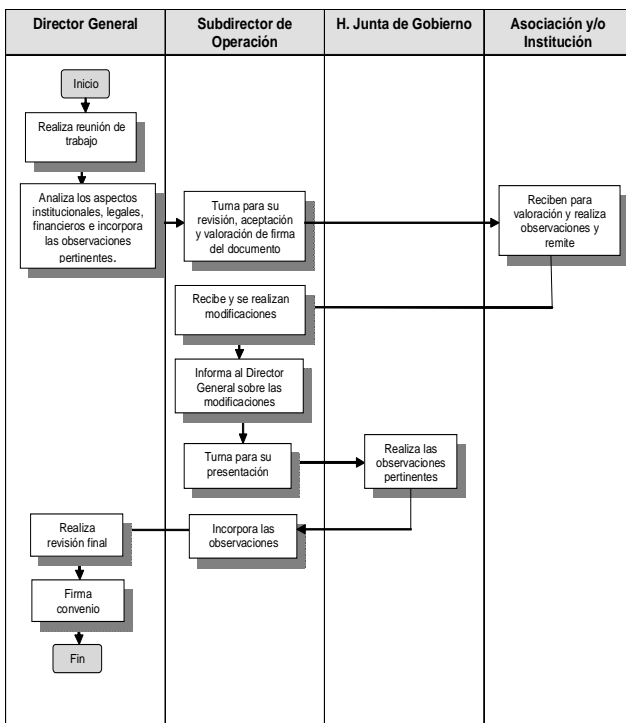 Director General
Subdirector de
Operación
H. Junta de Gobierno
Asociación y/o
Institución
Inicio
Realiza reunión de
trabajo
Analiza los aspectos
institucionales, legales,
financieros e incorpora
las observaciones
pertinentes.
Turna para su
revisión, aceptación
y valoración de firma
del documento
Reciben para
valoración y realiza
observaciones y
remite
Recibe y se realizan
modificaciones
Informa al Director
General sobre las
modificaciones
Turna para su
presentación
Realiza las
observaciones
pertinentes
Incorpora las
observaciones
Realiza
revisión final
Firma
convenio
Fin